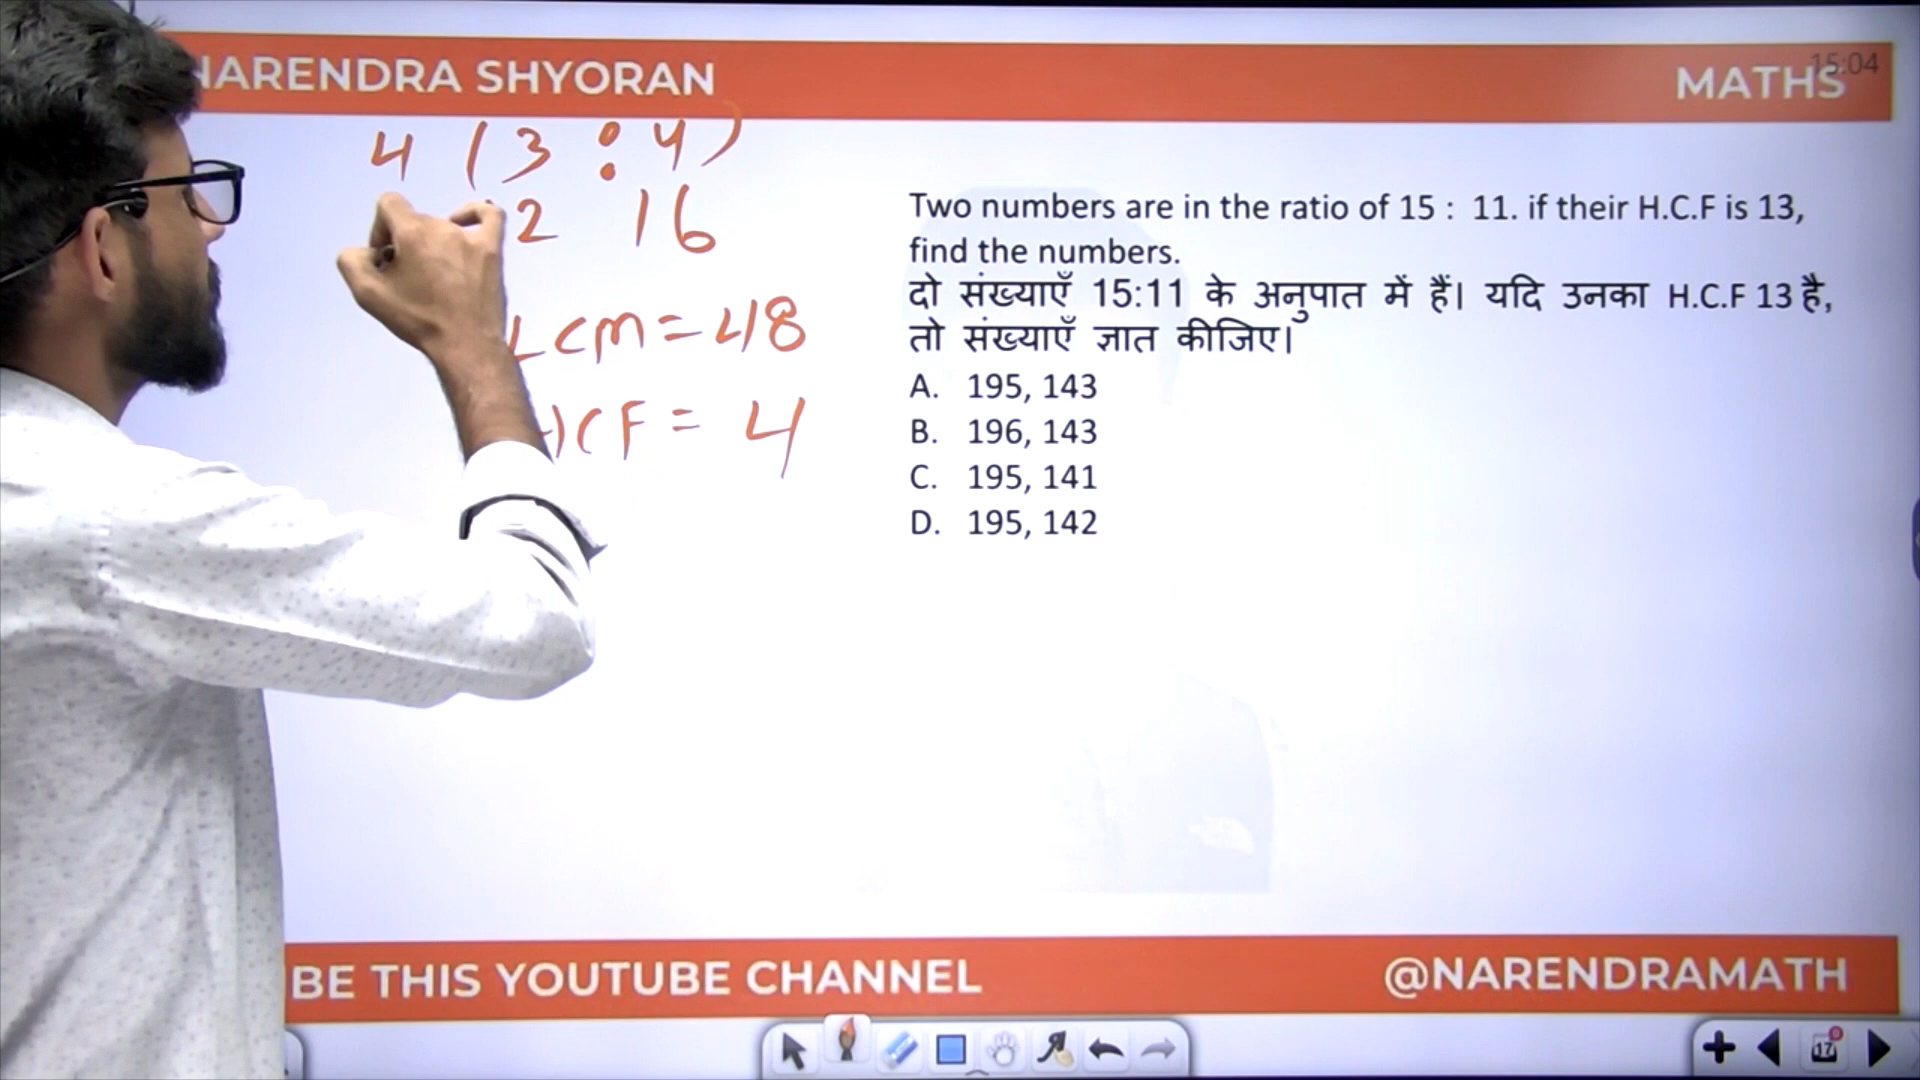 NARENDRA SHYORAN
MATHS
15:04
4 (3 : 4)
12 16
LCM = 48
HCF = 4
Two numbers are in the ratio of 15 : 11. if their H.C.F is 13,
find the numbers.
दो संख्याएँ 15:11 के अनुपात में हैं। यदि उनका H.C.F 13 है,
तो संख्याएँ ज्ञात कीजिए।
A. 195, 143
B. 196, 143
C. 195, 141
D. 195, 142
BE THIS YOUTUBE CHANNEL
@NARENDRAMATH
17